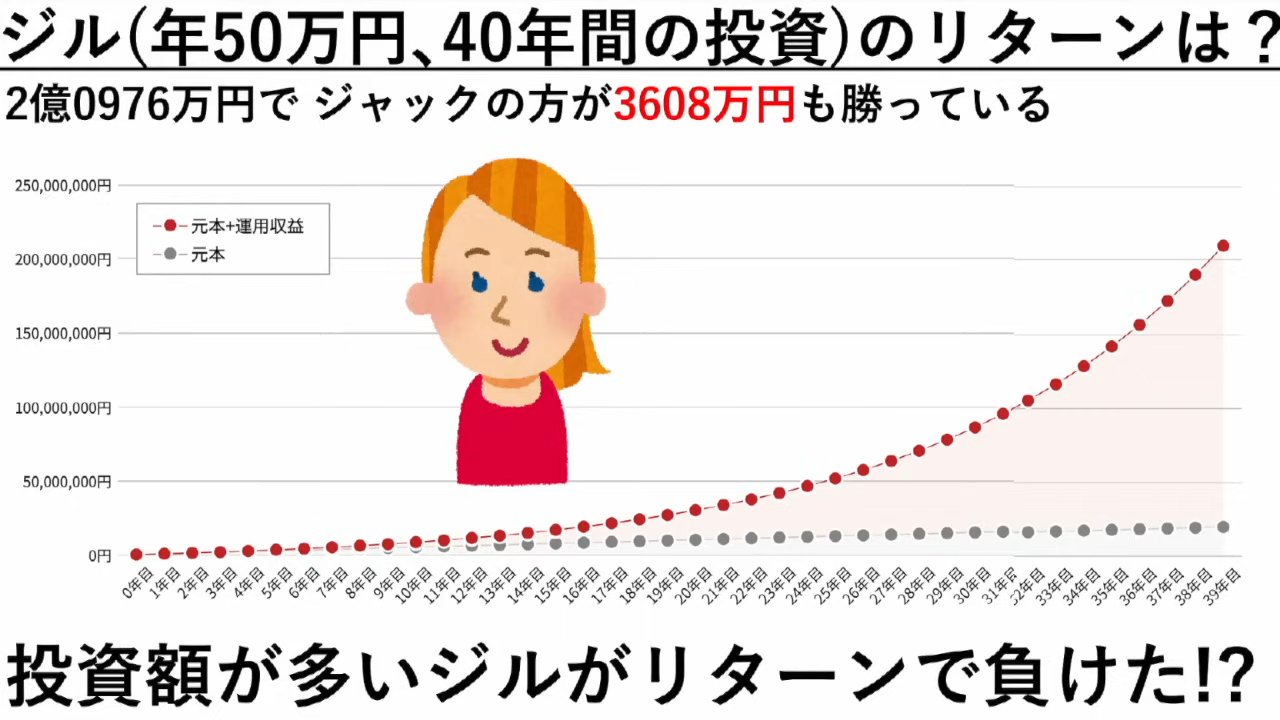 ジル(年50万円､40年間の投資)のリターンは？
2億0976万円で ジャックの方が3608万円も勝っている
250,000,000円
元本+運用収益
元本
200,000,000円
150,000,000円
100,000,000円
50,000,000円
0円
0年目 1年目 2年目 3年目 4年目 5年目 6年目 7年目 8年目 9年目 10年目 11年目 12年目 13年目 14年目 15年目 16年目 17年目 18年目 19年目 20年目 21年目 22年目 23年目 24年目 25年目 26年目 27年目 28年目 29年目 30年目 31年 32年目 33年目 34年目 35年目 36年目 37年目 38年目 39年目
投資額が多いジルがリターンで負けた!?